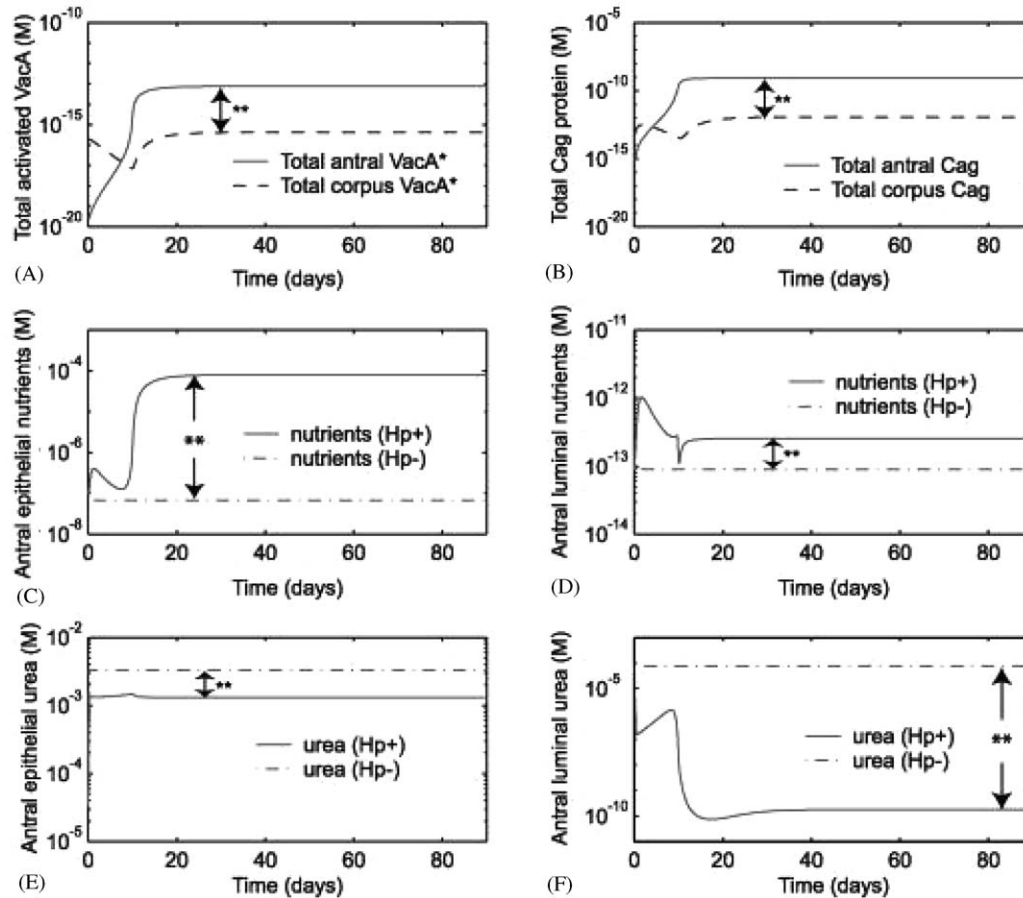 Total activated VacA (M)
10⁻¹⁰
10⁻¹⁵
10⁻²⁰
**
Total antral VacA*
Total corpus VacA*
0 20 40 60 80
Time (days)
(A)
Total Cag protein (M)
10⁻⁵
10⁻¹⁰
10⁻¹⁵
10⁻²⁰
**
Total antral Cag
Total corpus Cag
0 20 40 60 80
Time (days)
(B)
Antral epithelial nutrients (M)
10⁻⁴
10⁻⁶
10⁻⁸
**
nutrients (Hp+)
nutrients (Hp-)
0 20 40 60 80
Time (days)
(C)
Antral luminal nutrients (M)
10⁻¹¹
10⁻¹²
10⁻¹³
10⁻¹⁴
nutrients (Hp+)
nutrients (Hp-)
**
0 20 40 60 80
Time (days)
(D)
Antral epithelial urea (M)
10⁻²
10⁻³
10⁻⁴
10⁻⁵
**
urea (Hp+)
urea (Hp-)
0 20 40 60 80
Time (days)
(E)
Antral luminal urea (M)
10⁻⁵
10⁻¹⁰
urea (Hp+)
urea (Hp-)
**
0 20 40 60 80
Time (days)
(F)